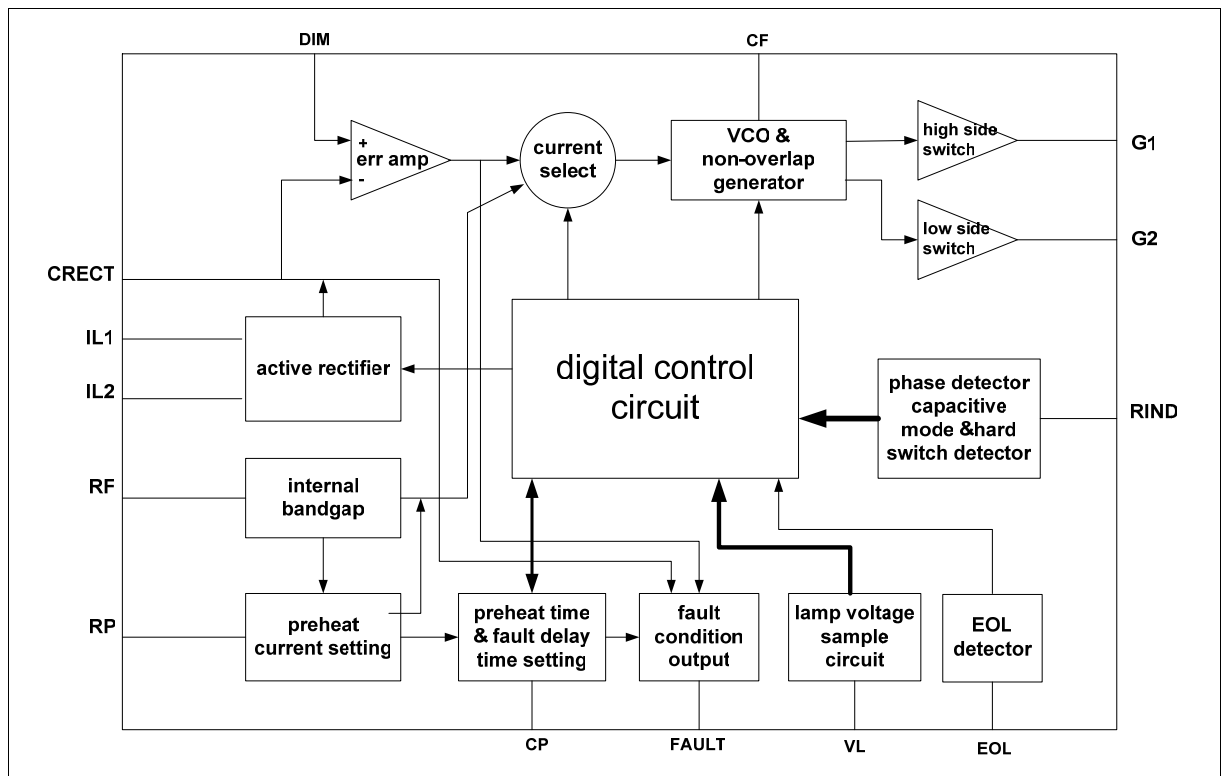 DIM
CF
+
err amp
-
current
select
VCO &
non-overlap
generator
high side
switch
G1
low side
switch
G2
CRECT
IL1
IL2
active rectifier
digital control
circuit
phase detector
capacitive
mode &hard
switch detector
RIND
RF
internal
bandgap
RP
preheat
current setting
preheat time
& fault delay
time setting
fault
condition
output
lamp voltage
sample
circuit
EOL
detector
CP
FAULT
VL
EOL